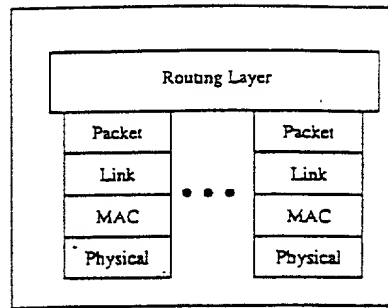 Routing Layer
Packet Packet
Link Link
MAC MAC
Physical Physical